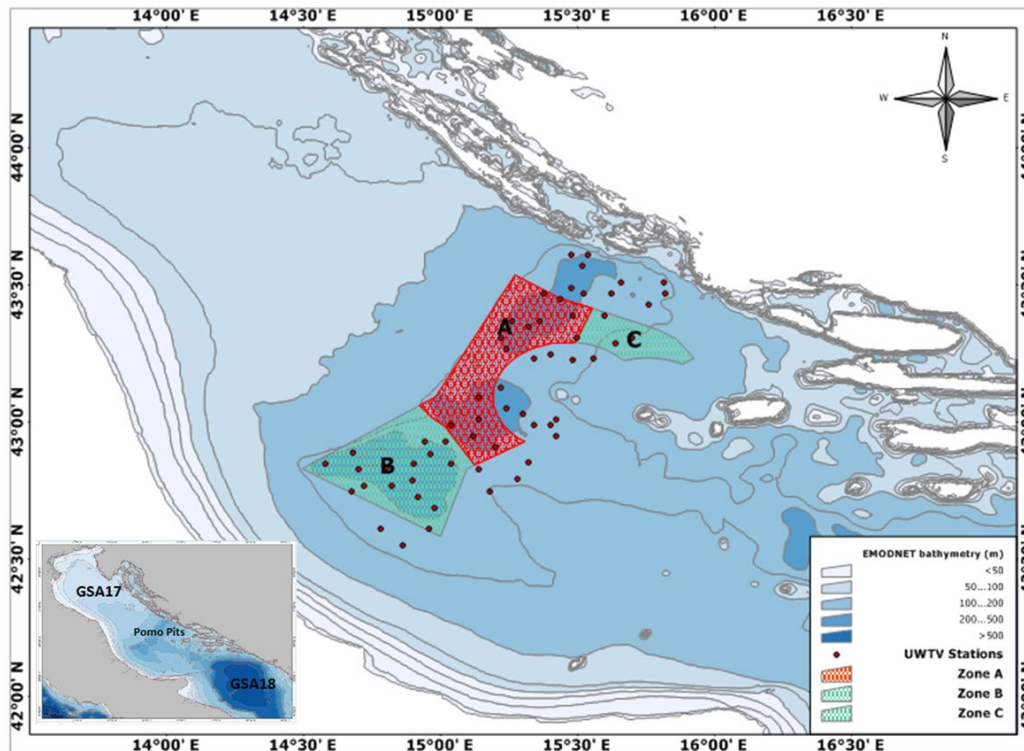 14°00' E 14°30' E 15°00' E 15°30' E 16°00' E 16°30' E
N
W E
S
44°00' N
43°30' N
43°00' N
42°30' N
42°00' N
A
C
B
GSA17
Pomo Pits
GSA18
EMODNET bathymetry (m)
<50
50...100
100...200
200...500
>500
UWTV Stations
Zone A
Zone B
Zone C
14°00' E 14°30' E 15°00' E 15°30' E 16°00' E 16°30' E